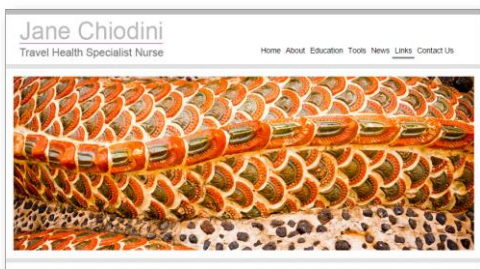 Jane Chiodini
Travel Health Specialist Nurse
Home About Education Tools News Links Contact Us